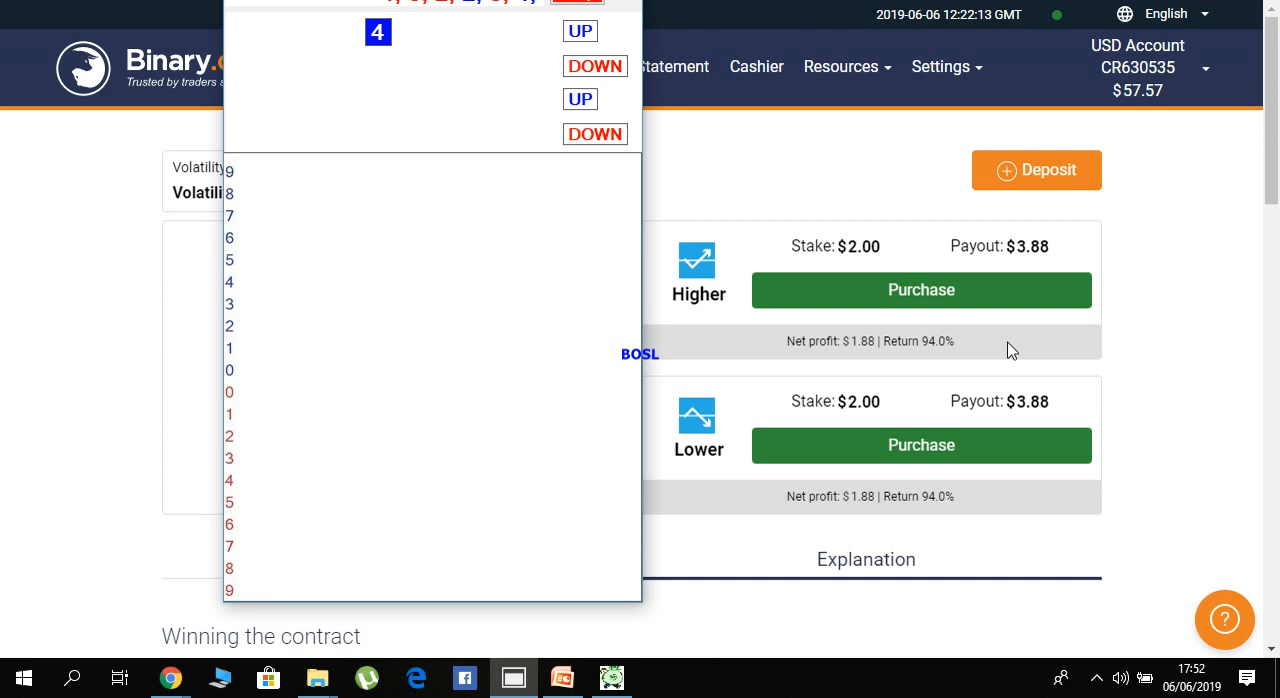 2019-06-06 12:22:13 GMT
English
Binary
Trusted by traders
Statement
Cashier
Resources
Settings
USD Account
CR630535
$57.57
4
UP
DOWN
UP
DOWN
Deposit
9
8
7
6
5
4
3
2
1
0
0
1
2
3
4
5
6
7
8
9
BOSL
Higher
Stake: $2.00
Payout: $3.88
Purchase
Net profit: $1.88 | Return 94.0%
Lower
Stake: $2.00
Payout: $3.88
Purchase
Net profit: $1.88 | Return 94.0%
Explanation
Winning the contract
?
17:52
06/06/2019